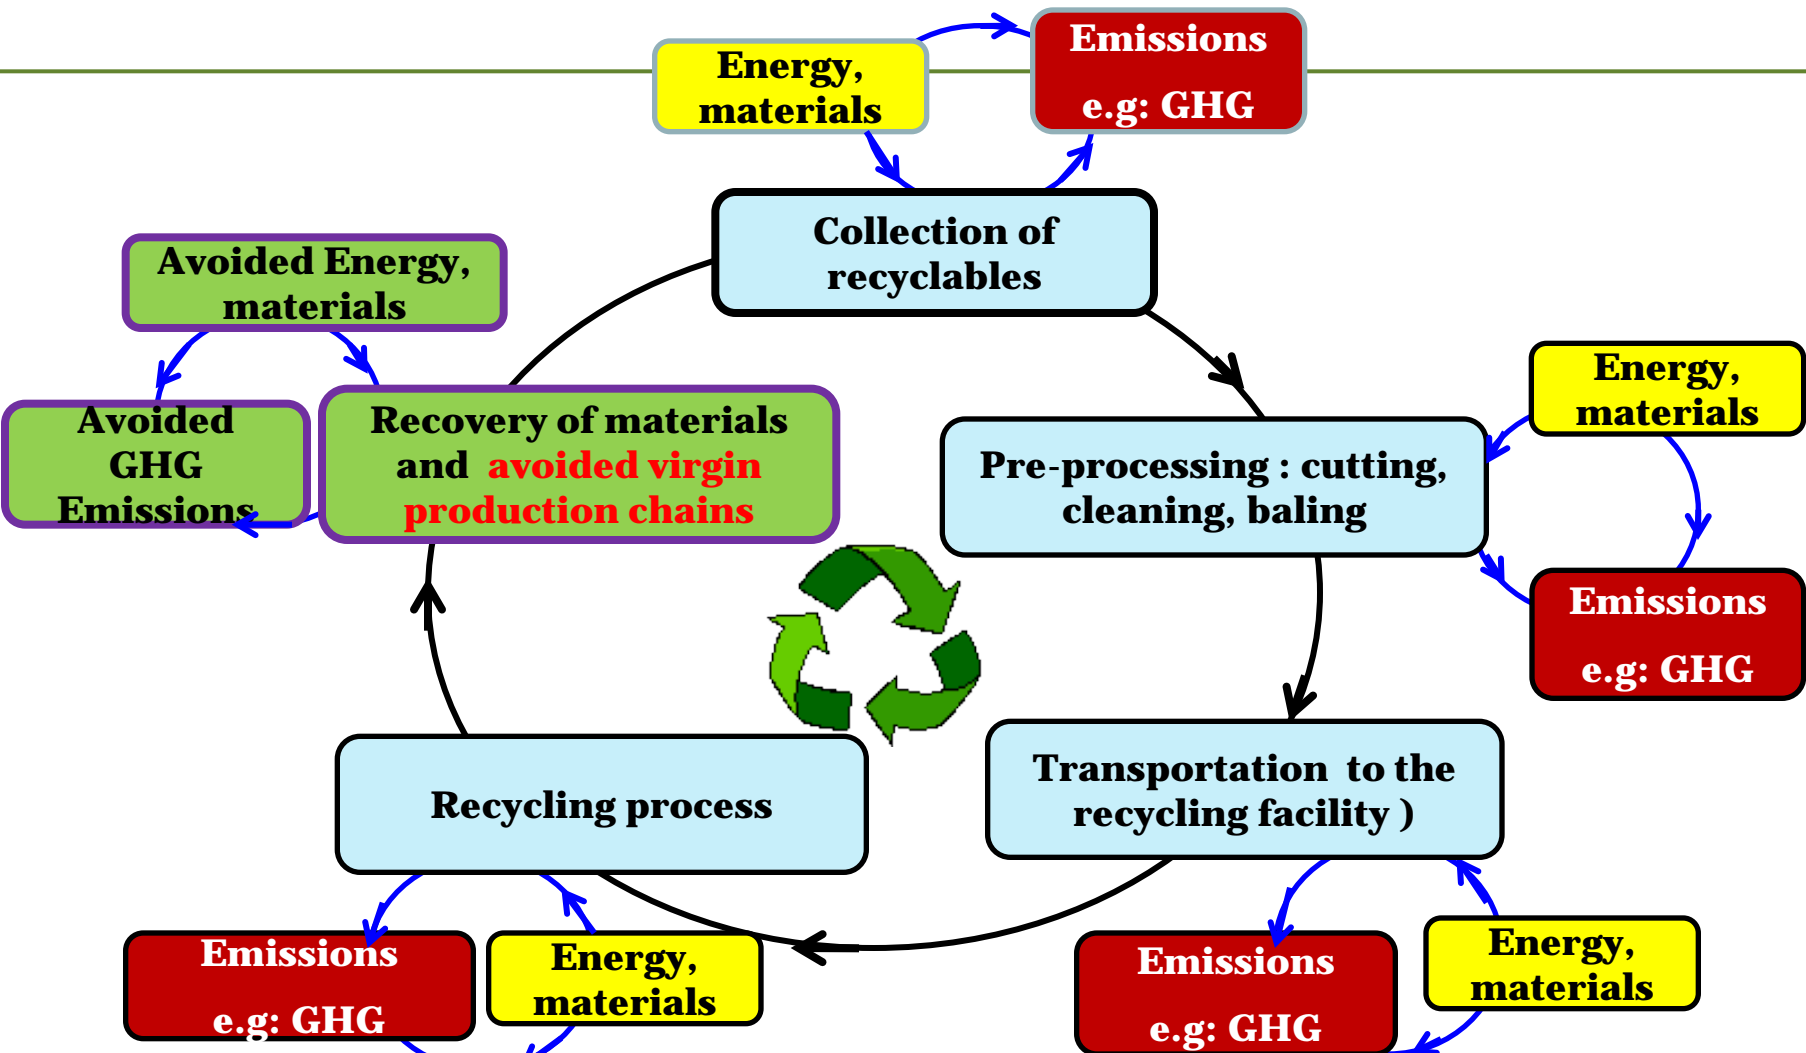 Energy,
materials
Emissions
e.g: GHG
Collection of
recyclables
Avoided Energy,
materials
Avoided
GHG
Emissions
Recovery of materials
and avoided virgin
production chains
Pre-processing : cutting,
cleaning, baling
Energy,
materials
Emissions
e.g: GHG
Transportation to the
recycling facility )
Recycling process
Emissions
e.g: GHG
Energy,
materials
Emissions
e.g: GHG
Energy,
materials